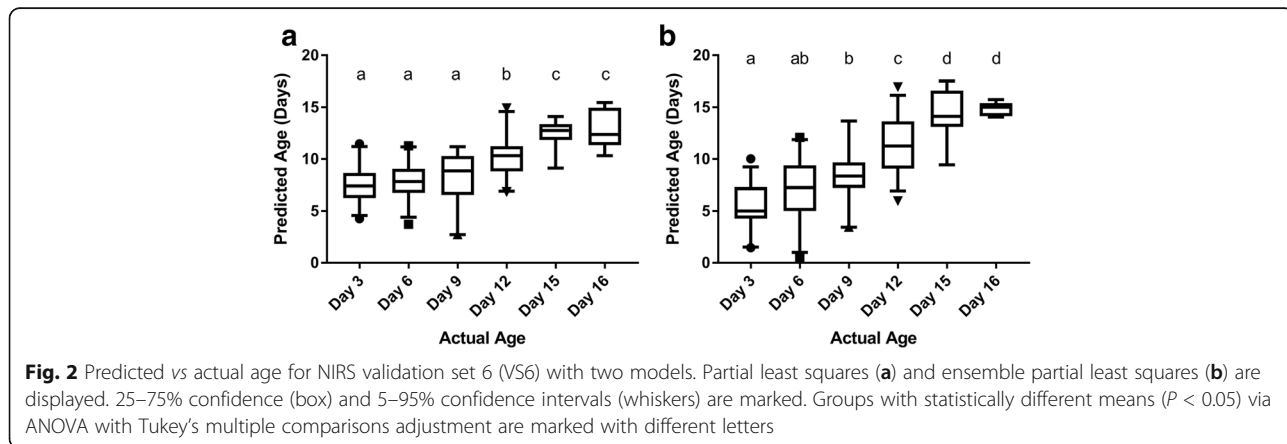 a
b
20
15
10
5
0
Predicted Age (Days)
a a a b c c
Day 3 Day 6 Day 9 Day 12 Day 15 Day 16
Actual Age
20
15
10
5
0
Predicted Age (Days)
a ab b c d d
Day 3 Day 6 Day 9 Day 12 Day 15 Day 16
Actual Age
Fig. 2 Predicted vs actual age for NIRS validation set 6 (VS6) with two models. Partial least squares (a) and ensemble partial least squares (b) are
displayed. 25–75% confidence (box) and 5–95% confidence intervals (whiskers) are marked. Groups with statistically different means (P < 0.05) via
ANOVA with Tukey's multiple comparisons adjustment are marked with different letters